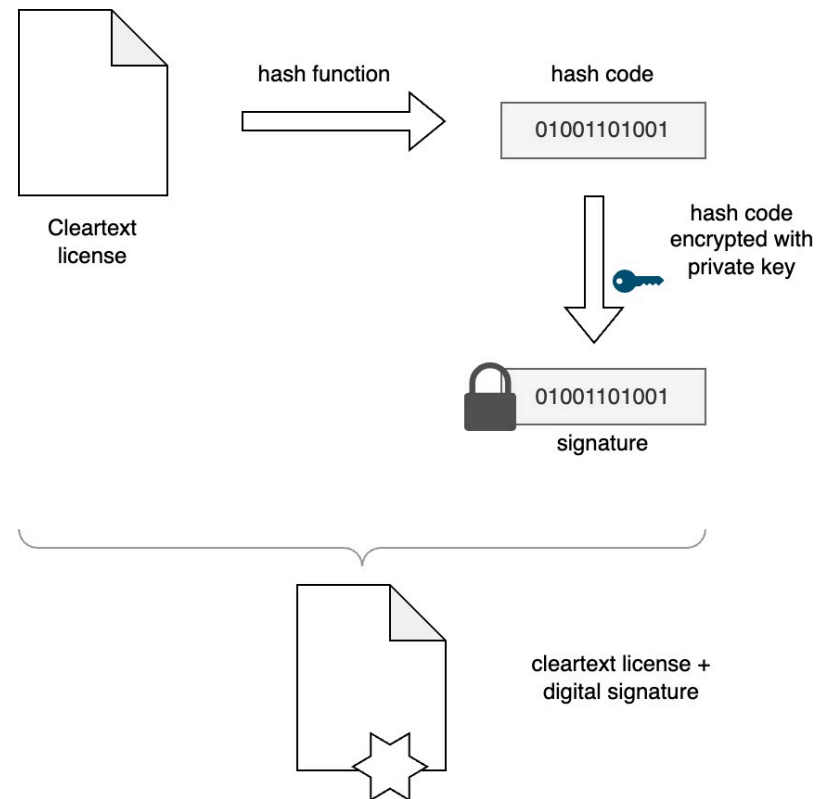 hash function
hash code
01001101001
Cleartext
license
hash code
encrypted with
private key
01001101001
signature
cleartext license +
digital signature